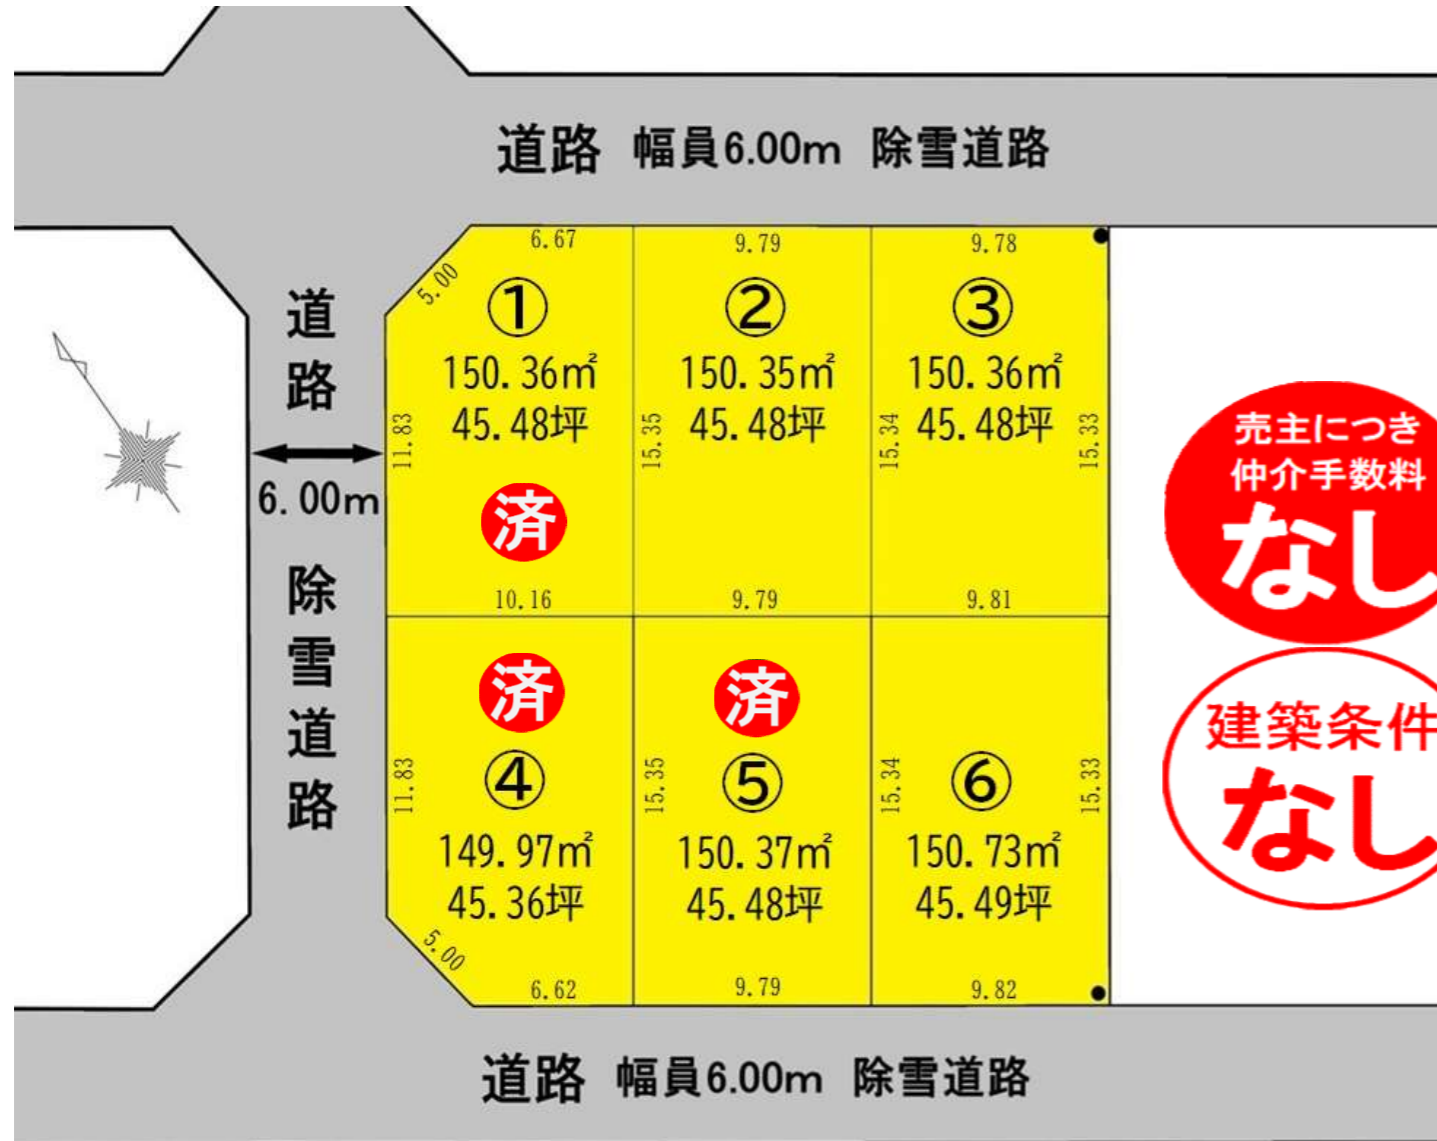 道路 幅員6.00m 除雪道路
道路
6.00m
除雪道路
6.67
5.00
①
150.36㎡
45.48坪
11.83
済
10.16
9.79
②
150.35㎡
45.48坪
15.35
9.79
9.78
③
150.36㎡
45.48坪
15.34
15.33
9.81
済
④
11.83
149.97㎡
45.36坪
5.00
6.62
済
⑤
15.35
150.37㎡
45.48坪
9.79
⑥
15.34
15.33
150.73㎡
45.49坪
9.82
売主につき
仲介手数料
なし
建築条件
なし
道路 幅員6.00m 除雪道路